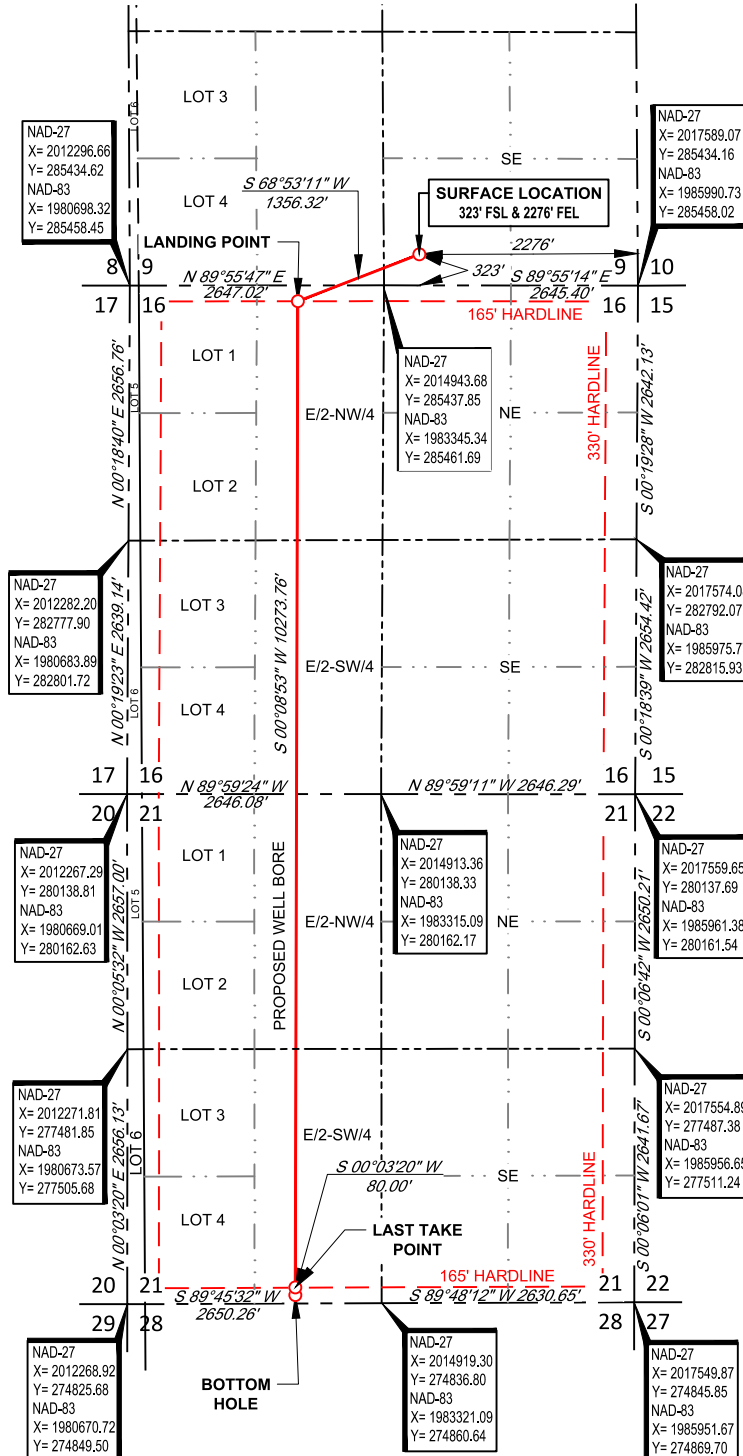 LOT 6
LOT 3
SE
LOT 4
NAD-27
X= 2012296.66
Y= 285434.62
NAD-83
X= 1980698.32
Y= 285458.45
NAD-27
X= 2017589.07
Y= 285434.16
NAD-83
X= 1985990.73
Y= 285458.02
S 68°53'11" W
1356.32'
SURFACE LOCATION
323' FSL & 2276' FEL
LANDING POINT
2276'
323'
8 9
17 16
N 89°55'47" E
2647.02'
S 89°55'14" E
2645.40'
9 10
16 15
165' HARDLINE
LOT 1
E/2-NW/4
NE
LOT 5
LOT 2
NAD-27
X= 2014943.68
Y= 285437.85
NAD-83
X= 1983345.34
Y= 285461.69
N 00°18'40" E 2656.76'
330' HARDLINE
S 00°19'28" W 2642.13'
NAD-27
X= 2012282.20
Y= 282777.90
NAD-83
X= 1980683.89
Y= 282801.72
NAD-27
X= 2017574.0
Y= 282792.07
NAD-83
X= 1985975.7
Y= 282815.93
LOT 3
E/2-SW/4
SE
LOT 6
LOT 4
N 00°19'23" E 2639.14'
S 00°08'53" W 10273.76'
S 00°18'39" W 2654.42'
17 16
20 21
N 89°59'24" W
2646.08'
N 89°59'11" W 2646.29'
16 15
21 22
NAD-27
X= 2012267.29
Y= 280138.81
NAD-83
X= 1980669.01
Y= 280162.63
NAD-27
X= 2014913.36
Y= 280138.33
NAD-83
X= 1983315.09
Y= 280162.17
NAD-27
X= 2017559.65
Y= 280137.69
NAD-83
X= 1985961.38
Y= 280161.54
LOT 1
E/2-NW/4
NE
LOT 5
LOT 2
N 00°05'32" W 2657.00'
PROPOSED WELL BORE
S 00°06'42" W 2650.21'
NAD-27
X= 2012271.81
Y= 277481.85
NAD-83
X= 1980673.57
Y= 277505.68
NAD-27
X= 2017554.89
Y= 277487.38
NAD-83
X= 1985956.65
Y= 277511.24
LOT 3
E/2-SW/4
SE
LOT 6
LOT 4
N 00°03'20" E 2656.13'
S 00°03'20" W
80.00'
330' HARDLINE
S 00°06'01" W 2641.67'
LAST TAKE
POINT
165' HARDLINE
20 21
29 28
S 89°45'32" W
2650.26'
S 89°48'12" W 2630.65'
21 22
28 27
BOTTOM
HOLE
NAD-27
X= 2012268.92
Y= 274825.68
NAD-83
X= 1980670.72
Y= 274849.50
NAD-27
X= 2014919.30
Y= 274836.80
NAD-83
X= 1983321.09
Y= 274860.64
NAD-27
X= 2017549.87
Y= 274845.85
NAD-83
X= 1985951.67
Y= 274869.70